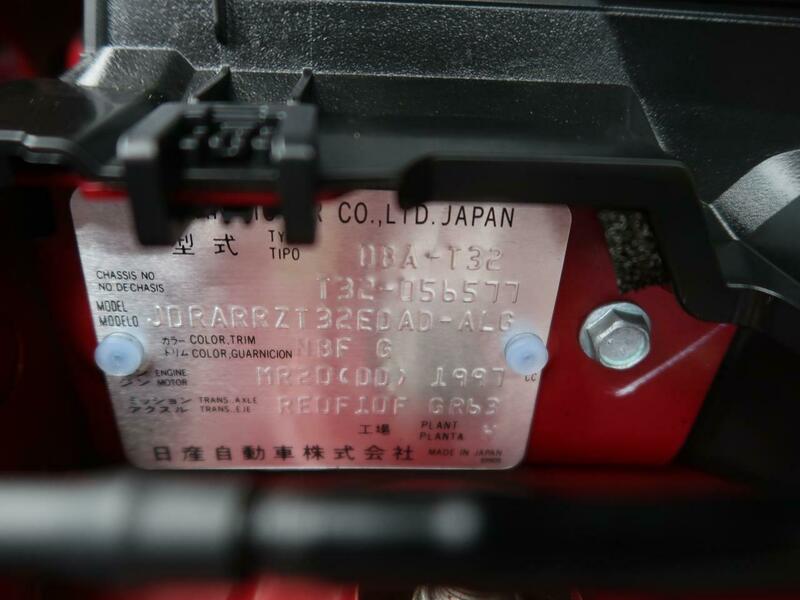 CO.,LTD.JAPAN
型式 TIPO DBA-T32
CHASSIS NO
NO.DECHASIS T32-056577
MODEL
MODELO JDRARRZT32EDAD-ALG
カラー COLOR,TRIM
トリム COLOR,GUARNICION NBF G
ENGINE
MOTOR MR20(DD) 1997 CC
ミッション TRANS.,AXLE
アクスル TRANS.,EJE RE0F10F GR63
工場 PLANT
PLANTA
日産自動車株式会社 MADE IN JAPAN